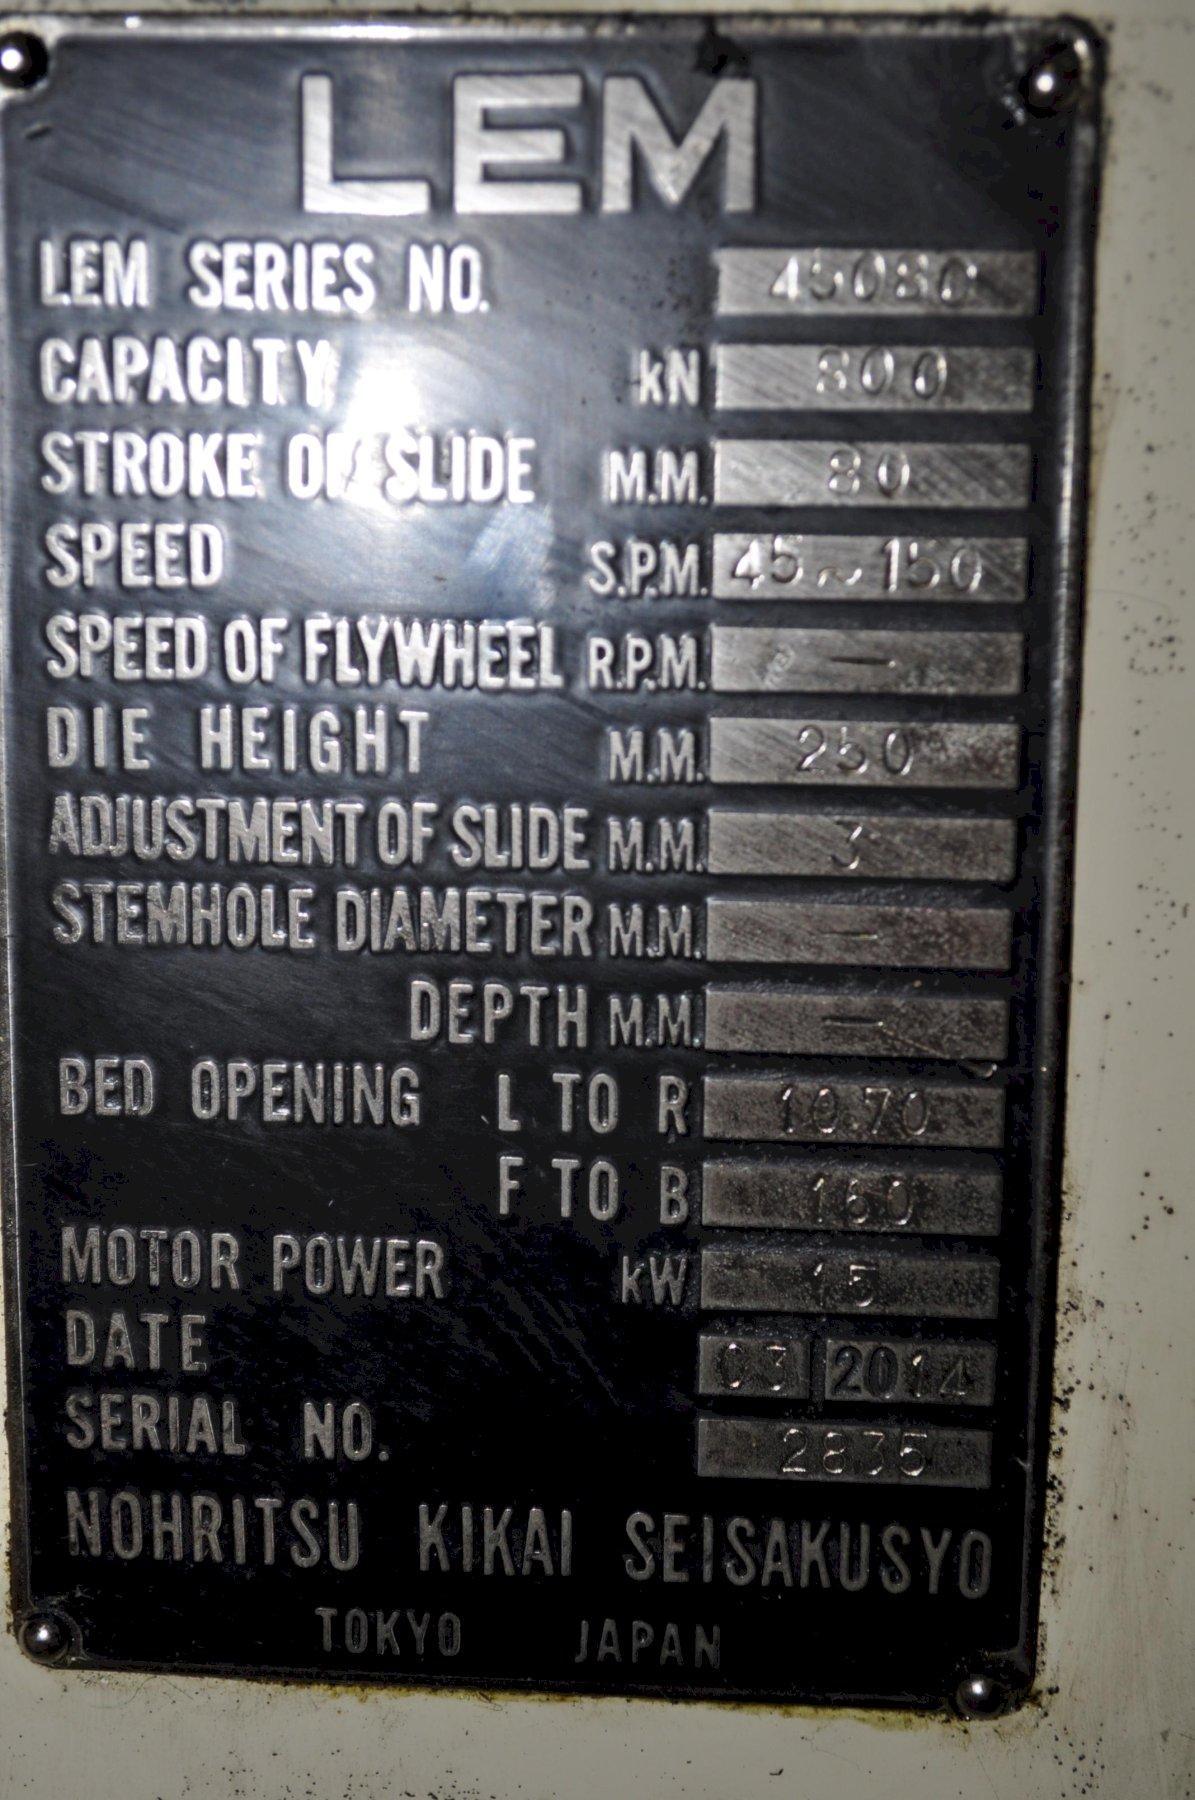 LEM
LEM SERIES NO. 45080
CAPACITY kN 800
STROKE OF SLIDE M.M. 80
SPEED S.P.M. 45~150
SPEED OF FLYWHEEL R.P.M. —
DIE HEIGHT M.M. 250
ADJUSTMENT OF SLIDE M.M. 3
STEMHOLE DIAMETER M.M. —
DEPTH M.M. —
BED OPENING L TO R 1070
F TO B 160
MOTOR POWER kW 15
DATE 03 2014
SERIAL NO. 2835
NOHRITSU KIKAI SEISAKUSYO
TOKYO JAPAN